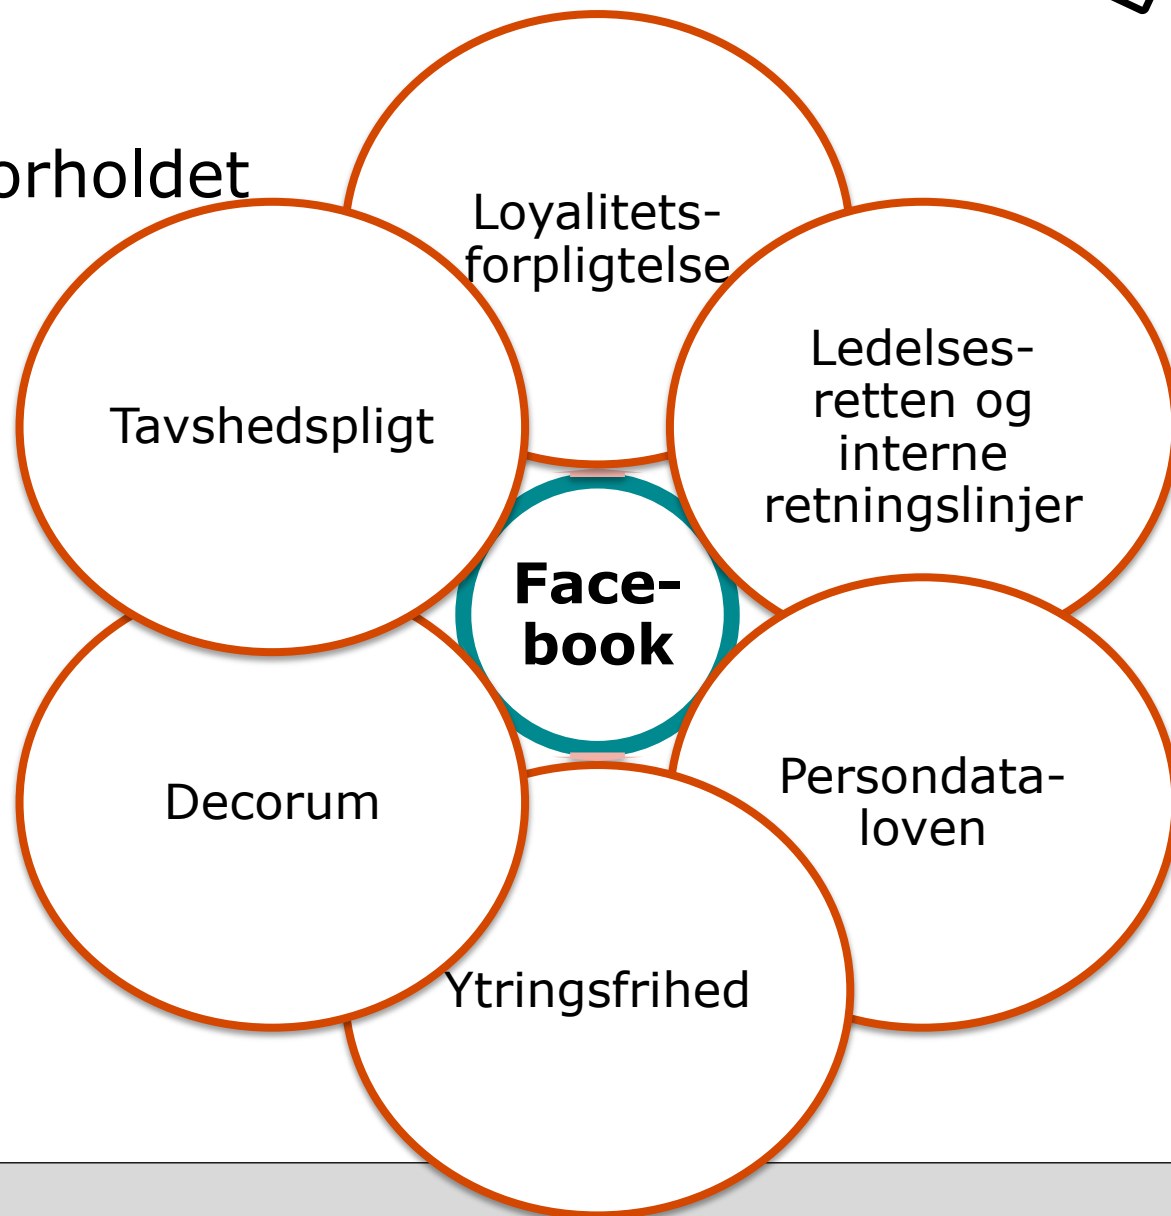 orholdet
Loyalitets-
forpligtelse
Ledelses-
retten og
interne
retningslinjer
Tavshedspligt
Face-
book
Persondata-
loven
Decorum
Ytringsfrihed